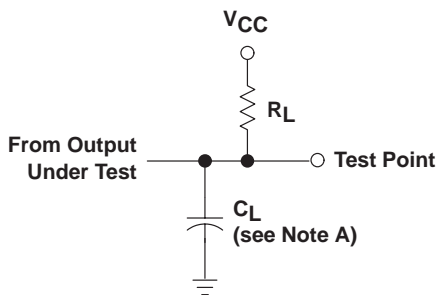 VCC
RL
From Output
Under Test
Test Point
CL
(see Note A)